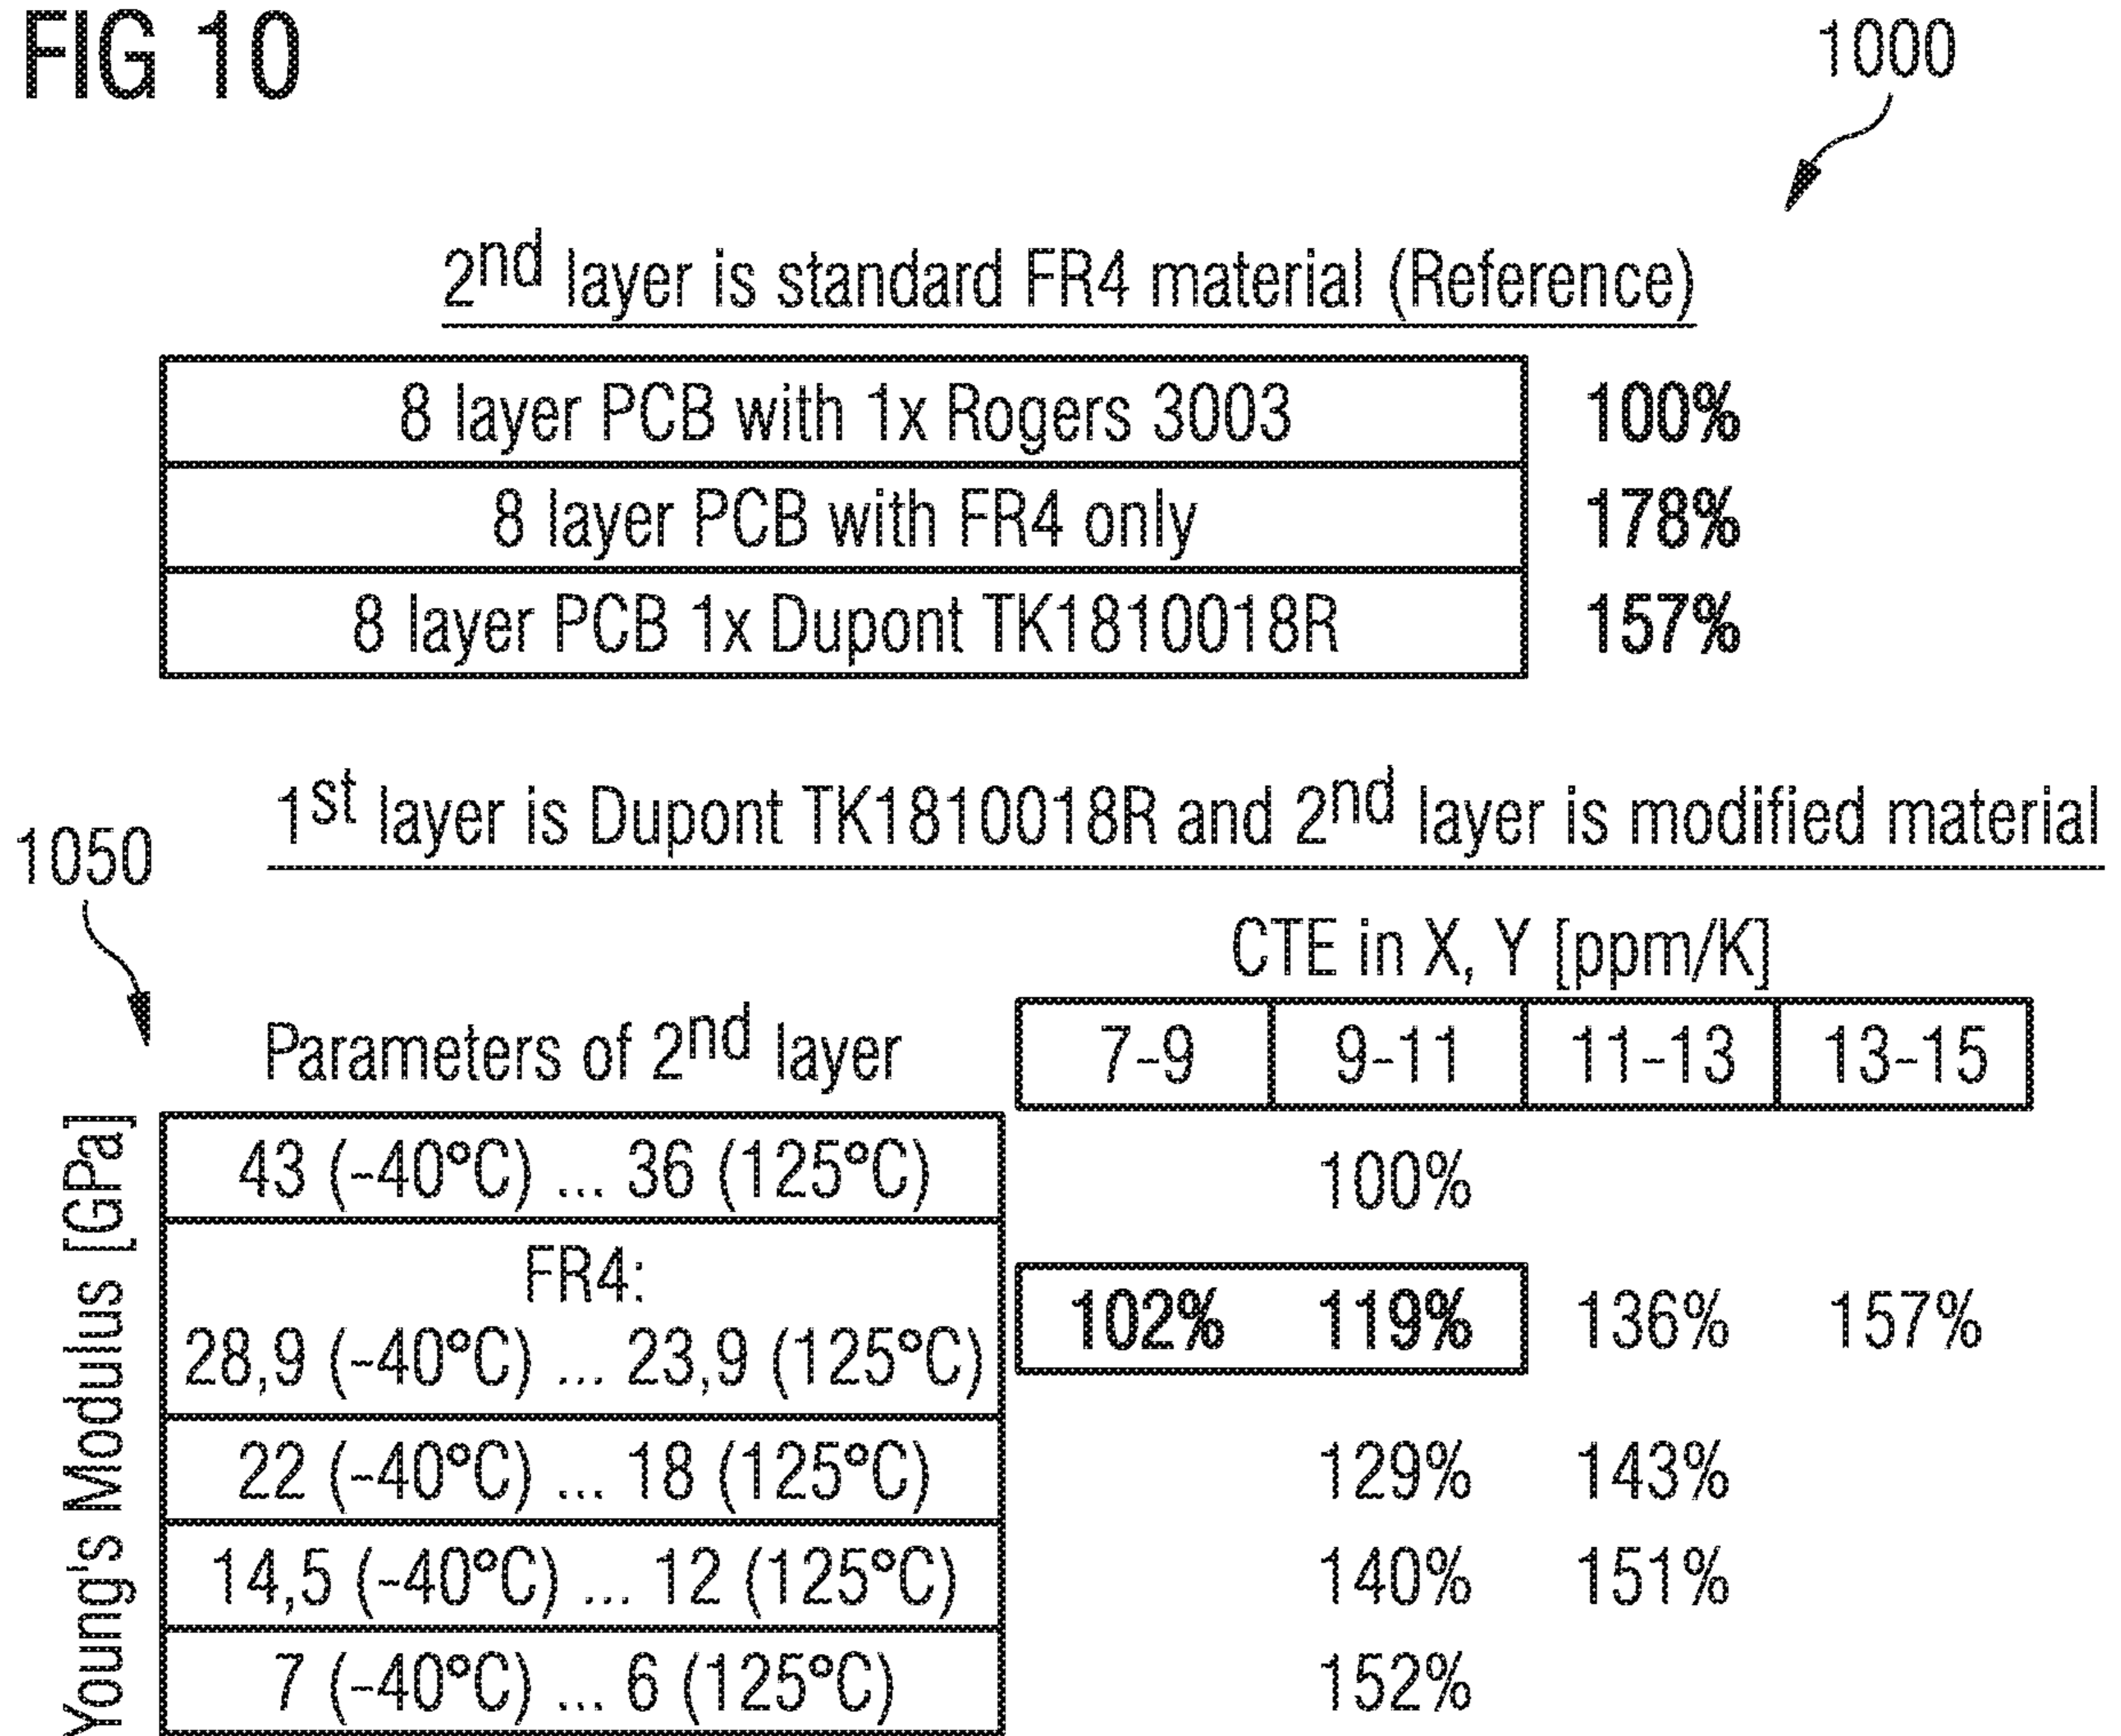 FIG 10
1000
2nd layer is standard FR4 material (Reference)
8 layer PCB with 1x Rogers 3003 100%
8 layer PCB with FR4 only 178%
8 layer PCB 1x Dupont TK1810018R 157%
1st layer is Dupont TK1810018R and 2nd layer is modified material
1050
CTE in X, Y [ppm/K]
Parameters of 2nd layer 7-9 9-11 11-13 13-15
Young's Modulus [GPa]
43 (-40°C) ... 36 (125°C) 100%
FR4:
28,9 (-40°C) ... 23,9 (125°C) 102% 119% 136% 157%
22 (-40°C) ... 18 (125°C) 129% 143%
14,5 (-40°C) ... 12 (125°C) 140% 151%
7 (-40°C) ... 6 (125°C) 152%